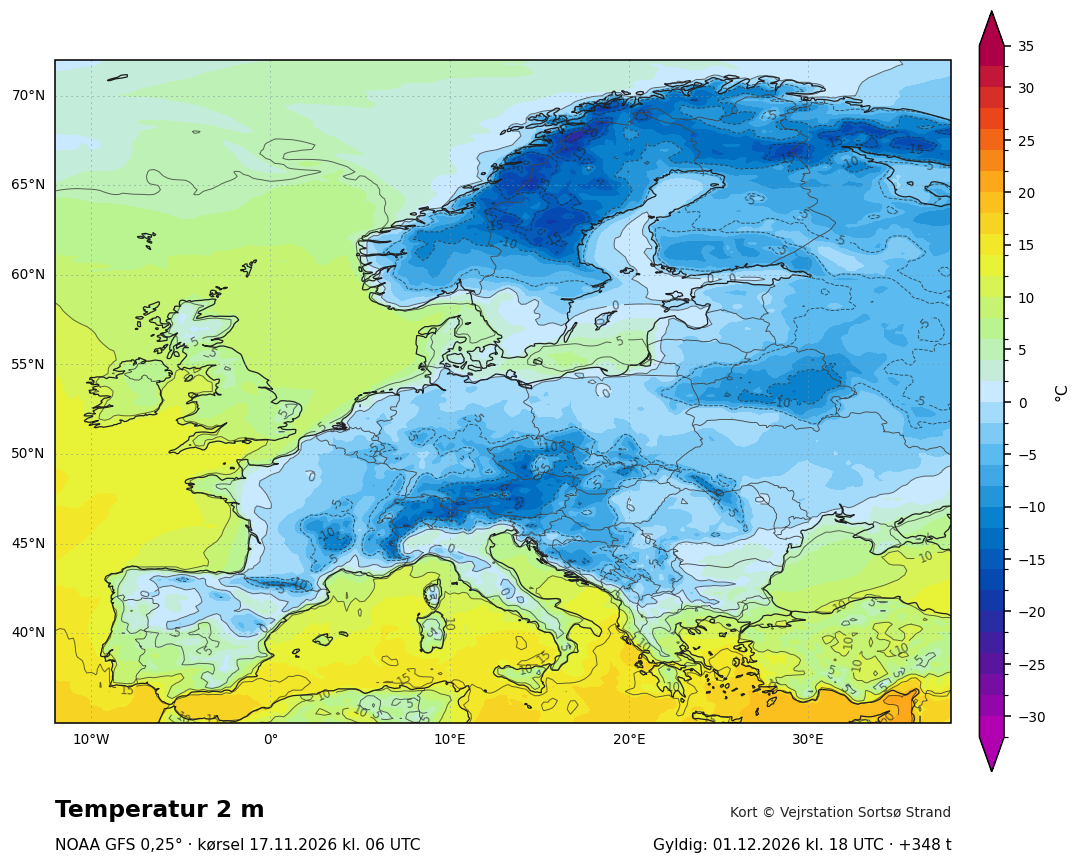 35
30
25
20
15
10
5
0
−5
−10
−15
−20
−25
−30
°C
70°N
65°N
60°N
55°N
50°N
45°N
40°N
10°W 0° 10°E 20°E 30°E
Temperatur 2 m
Kort © Vejrstation Sortsø Strand
NOAA GFS 0,25° · kørsel 17.11.2026 kl. 06 UTC
Gyldig: 01.12.2026 kl. 18 UTC · +348 t